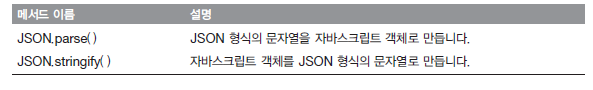 메서드 이름 설명
JSON.parse( ) JSON 형식의 문자열을 자바스크립트 객체로 만듭니다.
JSON.stringify( ) 자바스크립트 객체를 JSON 형식의 문자열로 만듭니다.